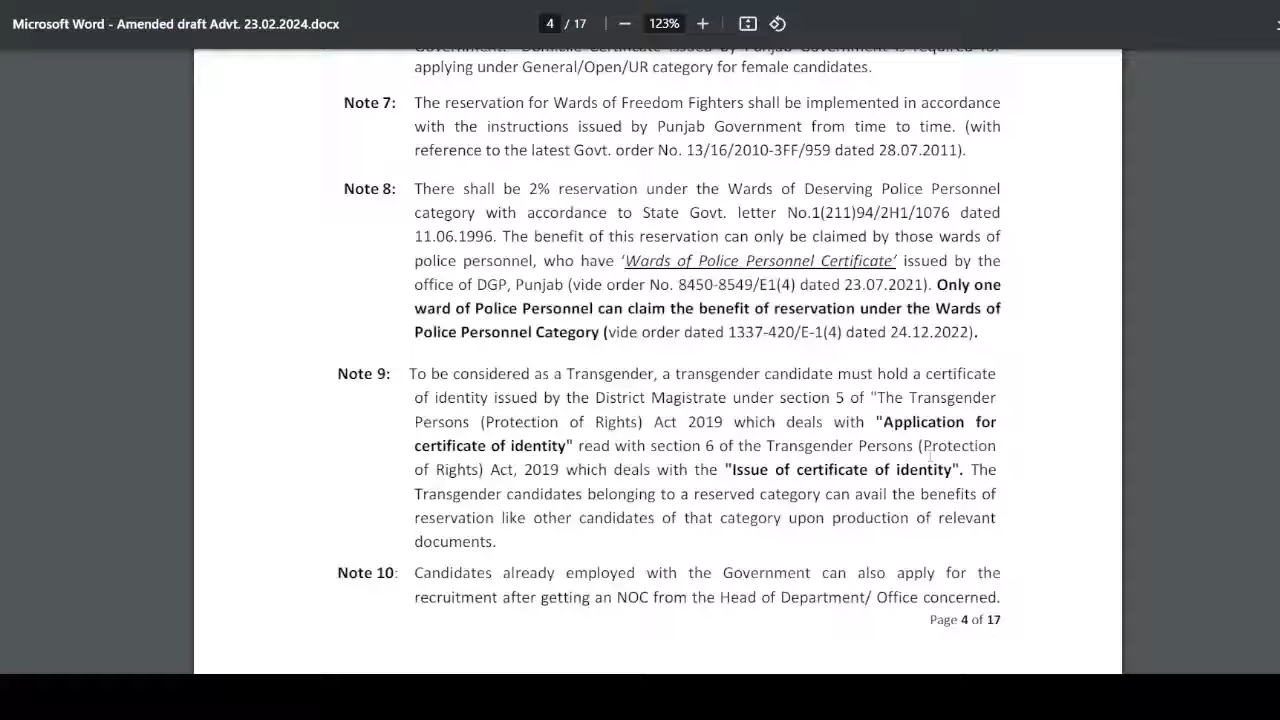 Microsoft Word - Amended draft Advt. 23.02.2024.docx
4 / 17
123%
Government. Domicile Certificate issued by Punjab Government is required for
applying under General/Open/UR category for female candidates.
Note 7: The reservation for Wards of Freedom Fighters shall be implemented in accordance
with the instructions issued by Punjab Government from time to time. (with
reference to the latest Govt. order No. 13/16/2010-3FF/959 dated 28.07.2011).
Note 8: There shall be 2% reservation under the Wards of Deserving Police Personnel
category with accordance to State Govt. letter No.1(211)94/2H1/1076 dated
11.06.1996. The benefit of this reservation can only be claimed by those wards of
police personnel, who have ‘Wards of Police Personnel Certificate’ issued by the
office of DGP, Punjab (vide order No. 8450-8549/E1(4) dated 23.07.2021). Only one
ward of Police Personnel can claim the benefit of reservation under the Wards of
Police Personnel Category (vide order dated 1337-420/E-1(4) dated 24.12.2022).
Note 9: To be considered as a Transgender, a transgender candidate must hold a certificate
of identity issued by the District Magistrate under section 5 of "The Transgender
Persons (Protection of Rights) Act 2019 which deals with "Application for
certificate of identity" read with section 6 of the Transgender Persons (Protection
of Rights) Act, 2019 which deals with the "Issue of certificate of identity". The
Transgender candidates belonging to a reserved category can avail the benefits of
reservation like other candidates of that category upon production of relevant
documents.
Note 10: Candidates already employed with the Government can also apply for the
recruitment after getting an NOC from the Head of Department/ Office concerned.
Page 4 of 17